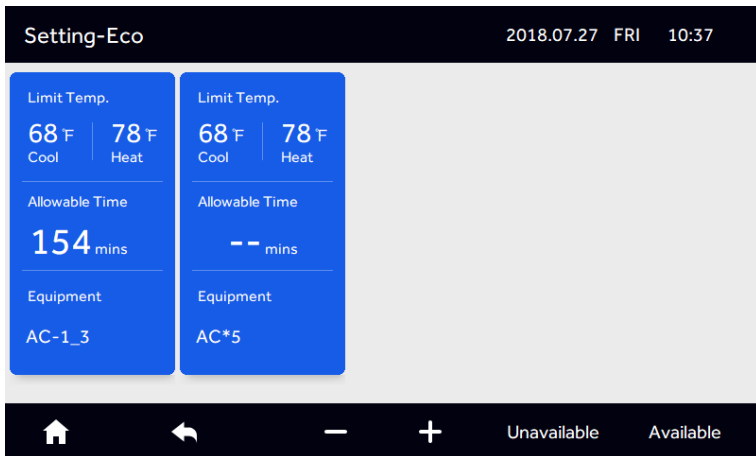 Setting-Eco
2018.07.27 FRI 10:37
Limit Temp.
68 °F 78 °F
Cool Heat
Allowable Time
154 mins
Equipment
AC-1_3
Limit Temp.
68 °F 78 °F
Cool Heat
Allowable Time
-- mins
Equipment
AC*5
Unavailable Available